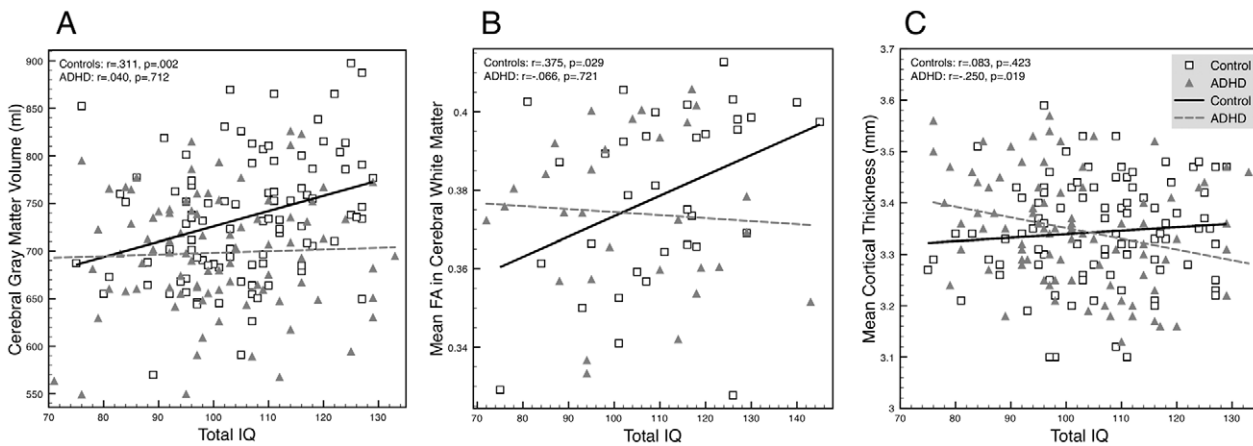 A
Controls: r=.311, p=.002
ADHD: r=.040, p=.712
Cerebral Gray Matter Volume (ml)
900
850
800
750
700
650
600
550
70
80
90
100
110
120
130
Total IQ
B
Controls: r=.375, p=.029
ADHD: r=-.066, p=.721
Mean FA in Cerebral White Matter
0.4
0.38
0.36
0.34
70
80
90
100
110
120
130
140
Total IQ
C
Controls: r=.083, p=.423
ADHD: r=-.250, p=.019
Mean Cortical Thickness (mm)
3.7
3.6
3.5
3.4
3.3
3.2
3.1
3
70
80
90
100
110
120
130
Total IQ
Control
ADHD
Control
ADHD